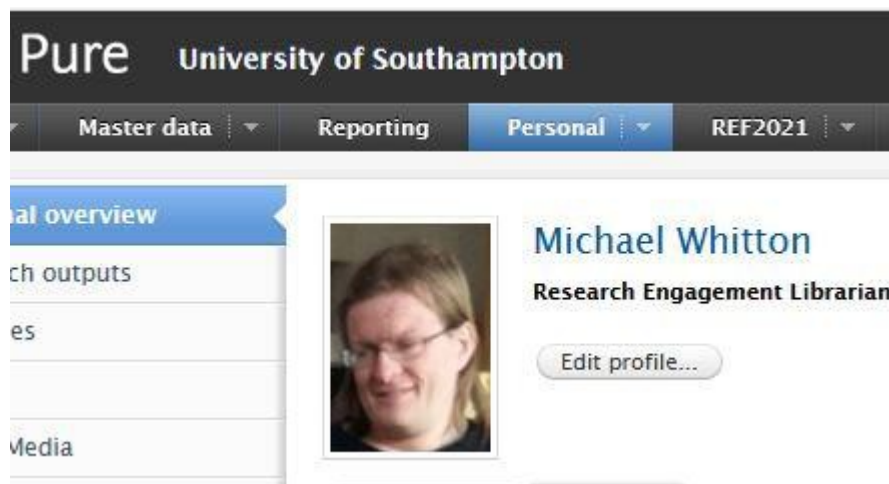 Pure University of Southampton
Master data Reporting Personal REF2021
al overview
ch outputs
es
Media
Michael Whitton
Research Engagement Librarian
Edit profile...